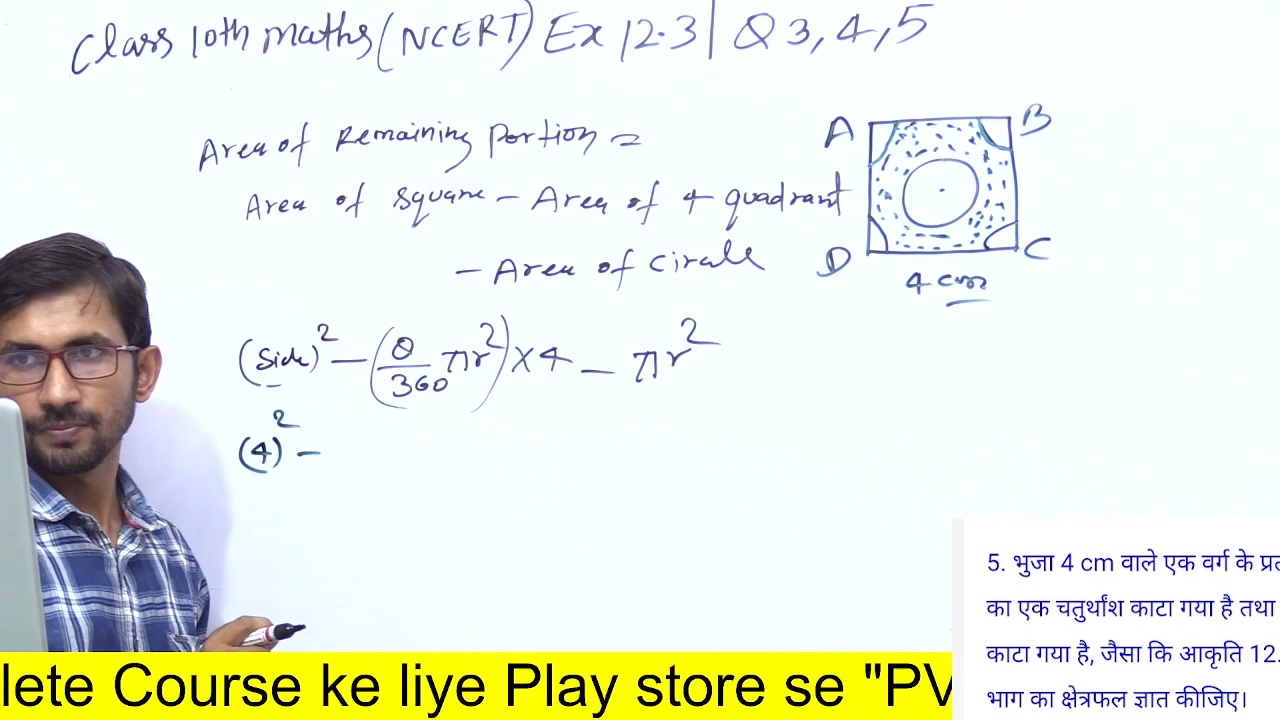 Class 10th maths (NCERT) Ex 12.3 | Q 3, 4, 5
Area of Remaining Portion =
Area of square - Area of 4 quadrant
- Area of circle
A
B
D
C
4 cm
(side)² - (θ/360 πr²) × 4 - πr²
(4)² -
5. भुजा 4 cm वाले एक वर्ग के
का एक चतुर्थांश काटा गया है तथा
काटा गया है, जैसा कि आकृति 12.
भाग का क्षेत्रफल ज्ञात कीजिए।
lete Course ke liye Play store se "PV